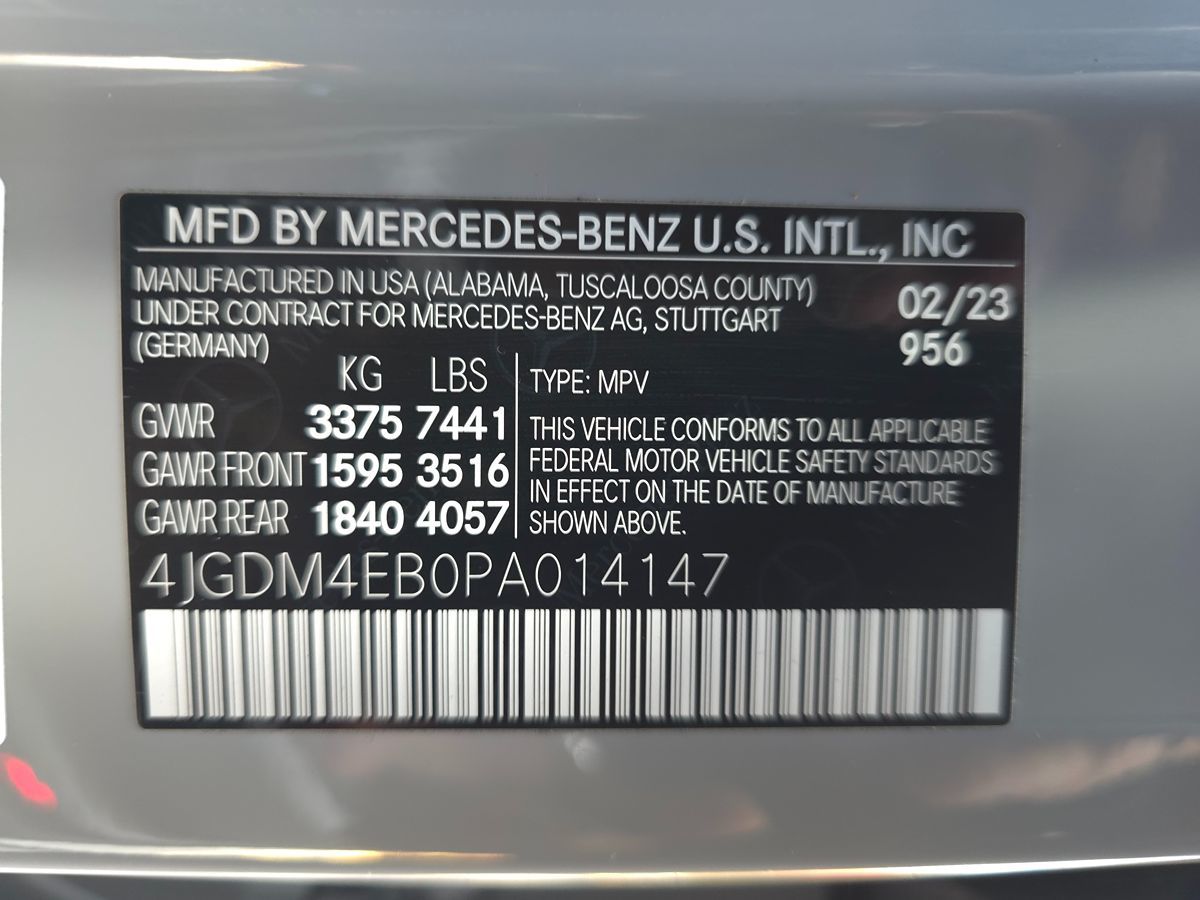 MFD BY MERCEDES-BENZ U.S. INTL., INC
MANUFACTURED IN USA (ALABAMA, TUSCALOOSA COUNTY)
UNDER CONTRACT FOR MERCEDES-BENZ AG, STUTTGART
(GERMANY)
02/23
956
KG LBS
GVWR 3375 7441
GAWR FRONT 1595 3516
GAWR REAR 1840 4057
TYPE: MPV
THIS VEHICLE CONFORMS TO ALL APPLICABLE
FEDERAL MOTOR VEHICLE SAFETY STANDARDS
IN EFFECT ON THE DATE OF MANUFACTURE
SHOWN ABOVE.
4JGDM4EB0PA014147